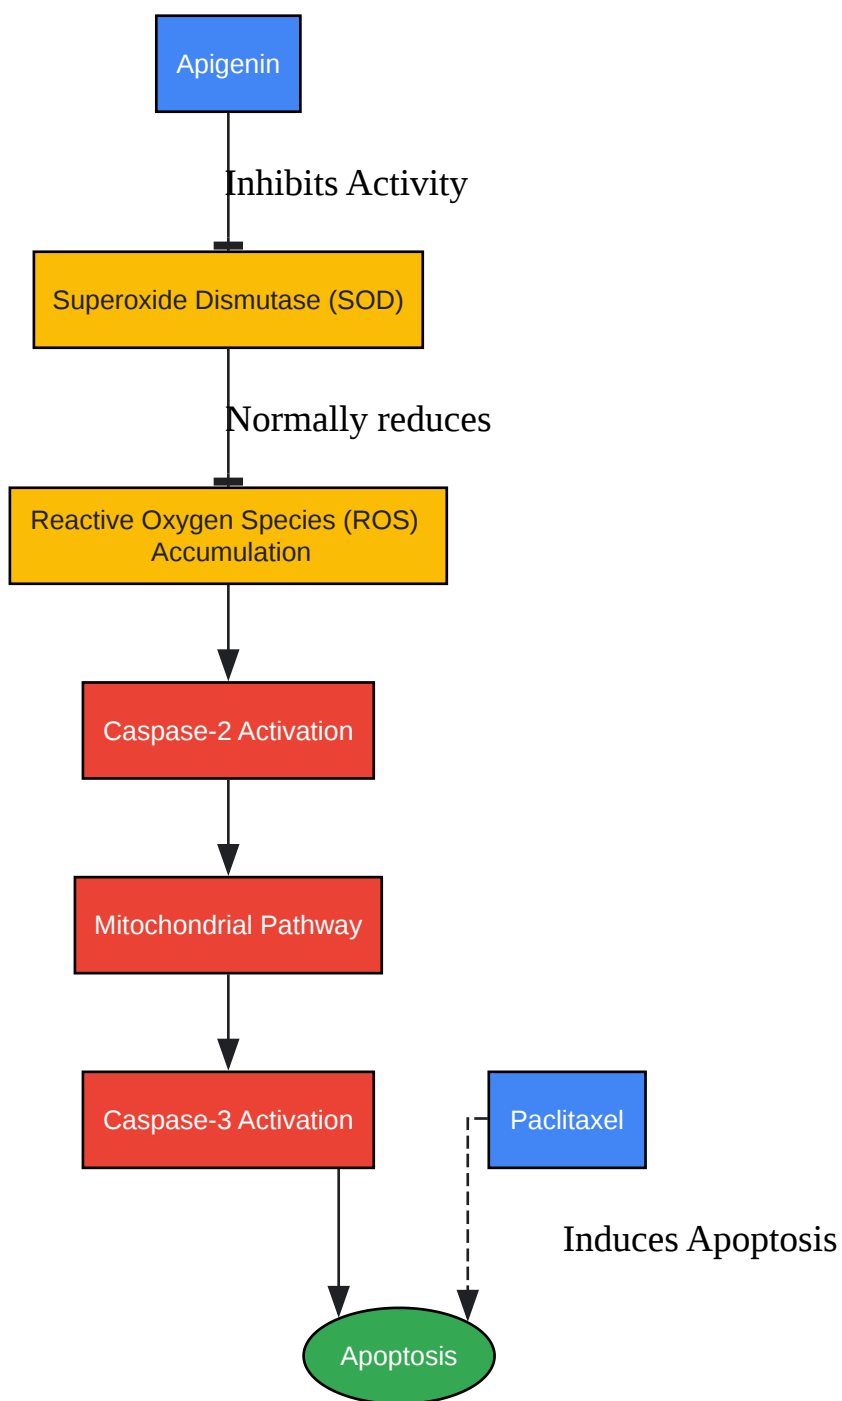 Apigenin
Inhibits Activity
Superoxide Dismutase (SOD)
Normally reduces
Reactive Oxygen Species (ROS)
Accumulation
Caspase-2 Activation
Mitochondrial Pathway
Caspase-3 Activation
Paclitaxel
Induces Apoptosis
Apoptosis